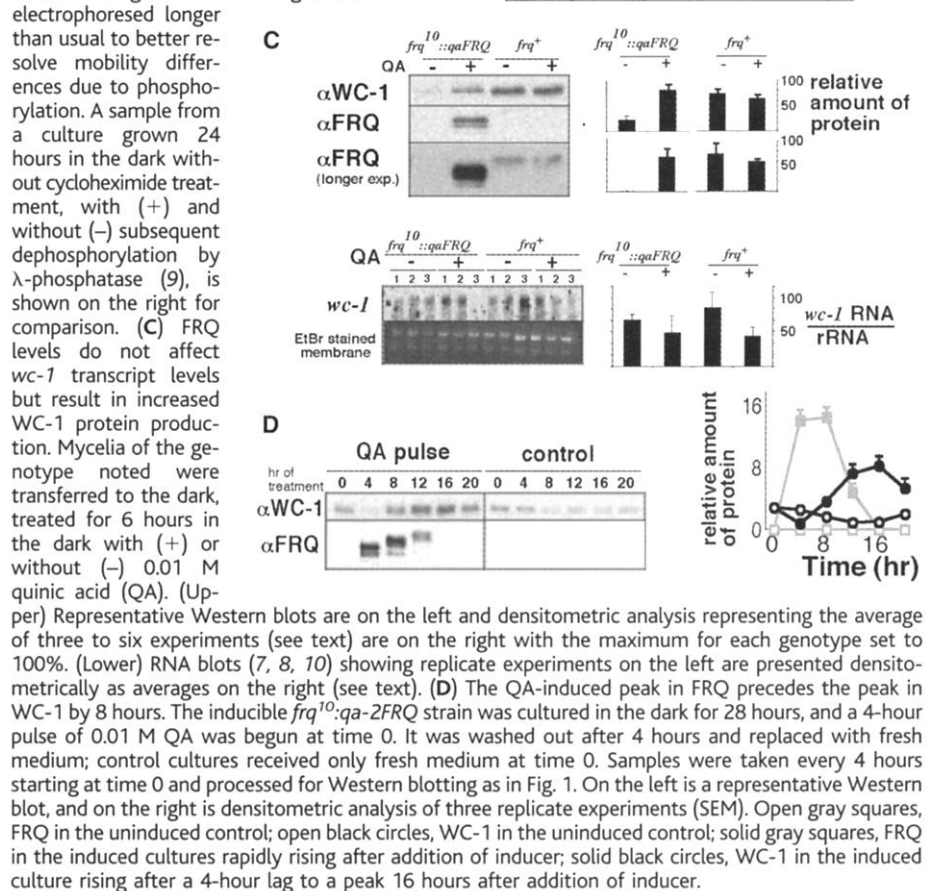 electrophoresed longer
than usual to better re-
solve mobility differ-
ences due to phospho-
rylation. A sample from
a culture grown 24
hours in the dark with-
out cycloheximide treat-
ment, with (+) and
without (–) subsequent
dephosphorylation by
λ-phosphatase (9), is
shown on the right for
comparison. (C) FRQ
levels do not affect
wc-1 transcript levels
but result in increased
WC-1 protein produc-
tion. Mycelia of the ge-
notype noted were
transferred to the dark,
treated for 6 hours in
the dark with (+) or
without (–) 0.01 M
quinic acid (QA). (Up-
C
frq10::qaFRQ frq+
QA - + - +
αWC-1
αFRQ
αFRQ
(longer exp.)
frq10::qaFRQ frq+
- + - +
100
50
100
50
relative
amount of
protein
frq10::qaFRQ frq+
QA - + - +
1 2 3 1 2 3 1 2 3 1 2 3
wc-1
EtBr stained
membrane
frq10::qaFRQ frq+
- + - +
100
50
wc-1 RNA
rRNA
D
QA pulse control
hr of
treatment 0 4 8 12 16 20 0 4 8 12 16 20
αWC-1
αFRQ
relative amount
of protein
16
8
0
0 8 16
Time (hr)
per) Representative Western blots are on the left and densitometric analysis representing the average
of three to six experiments (see text) are on the right with the maximum for each genotype set to
100%. (Lower) RNA blots (7, 8, 10) showing replicate experiments on the left are presented densito-
metrically as averages on the right (see text). (D) The QA-induced peak in FRQ precedes the peak in
WC-1 by 8 hours. The inducible frq10:qa-2FRQ strain was cultured in the dark for 28 hours, and a 4-hour
pulse of 0.01 M QA was begun at time 0. It was washed out after 4 hours and replaced with fresh
medium; control cultures received only fresh medium at time 0. Samples were taken every 4 hours
starting at time 0 and processed for Western blotting as in Fig. 1. On the left is a representative Western
blot, and on the right is densitometric analysis of three replicate experiments (SEM). Open gray squares,
FRQ in the uninduced control; open black circles, WC-1 in the uninduced control; solid gray squares, FRQ
in the induced cultures rapidly rising after addition of inducer; solid black circles, WC-1 in the induced
culture rising after a 4-hour lag to a peak 16 hours after addition of inducer.